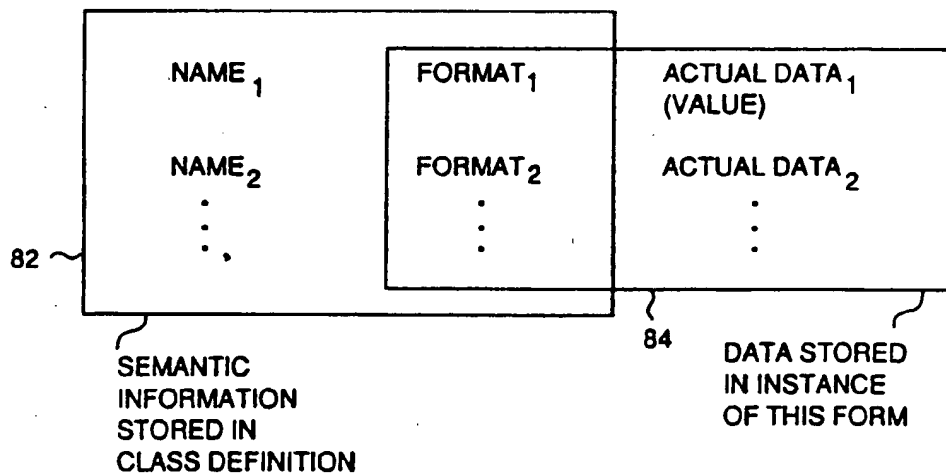 NAME1 FORMAT1 ACTUAL DATA1
(VALUE)
NAME2 FORMAT2 ACTUAL DATA2
82
84
SEMANTIC
INFORMATION
STORED IN
CLASS DEFINITION
DATA STORED
IN INSTANCE
OF THIS FORM